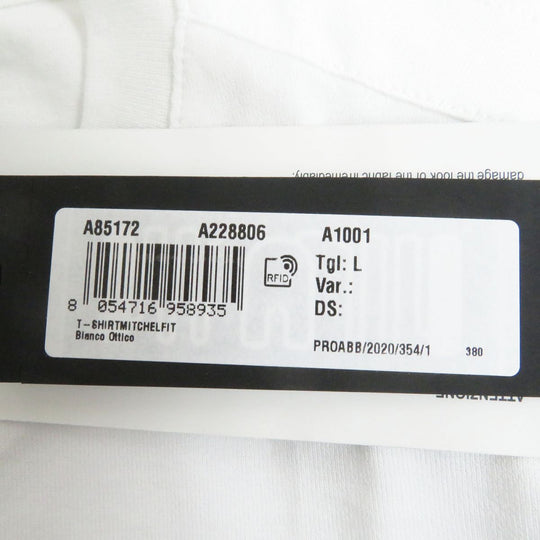 damage the look of the fabric irremediably.
A85172 A228806 A1001
RFID
Tgl: L
Var.:
DS:
8 054716 958935
T-SHIRTMITCHELFIT
Bianco Ottico
PROABB/2020/354/1 380
ATTENZIONE